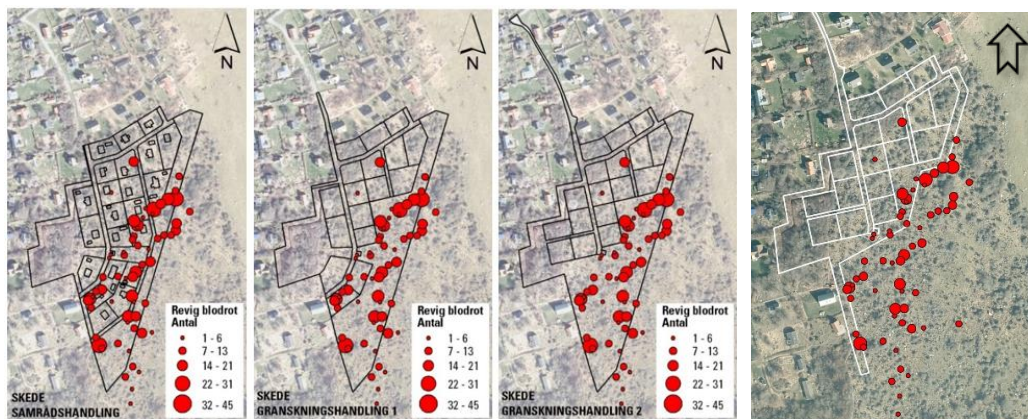 N
Revig blodrot
Antal
1 - 6
7 - 13
14 - 21
22 - 31
32 - 45
SKEDE
SAMRÅDSHANDLING
N
Revig blodrot
Antal
1 - 6
7 - 13
14 - 21
22 - 31
32 - 45
SKEDE
GRANSKNINGSHANDLING 1
N
Revig blodrot
Antal
1 - 6
7 - 13
14 - 21
22 - 31
32 - 45
SKEDE
GRANSKNINGSHANDLING 2